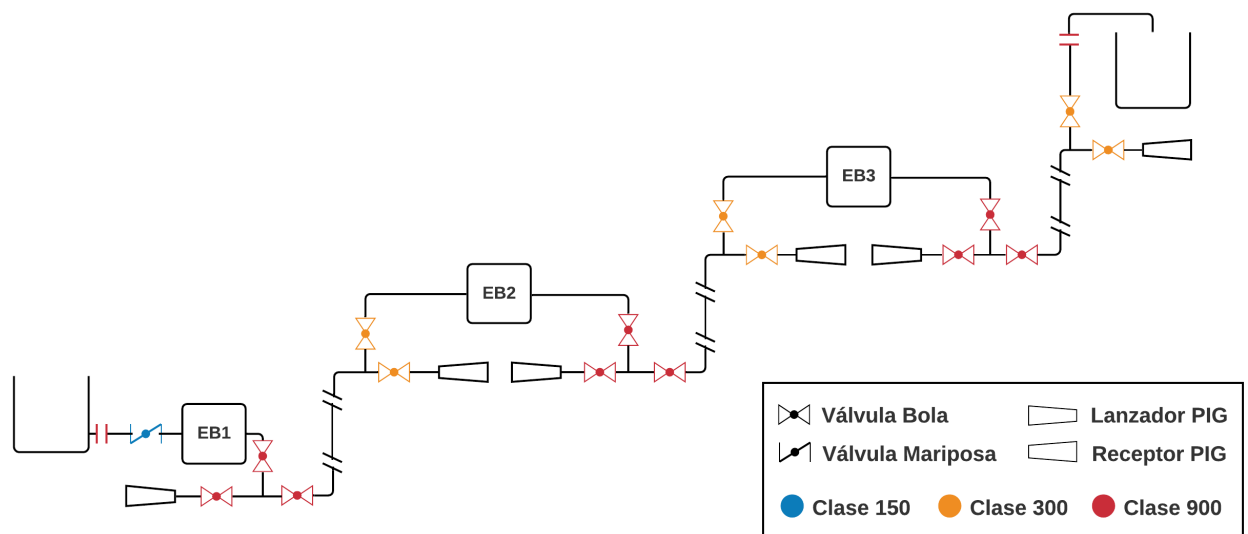 EB3
EB2
EB1
Válvula Bola
Lanzador PIG
Válvula Mariposa
Receptor PIG
Clase 150
Clase 300
Clase 900